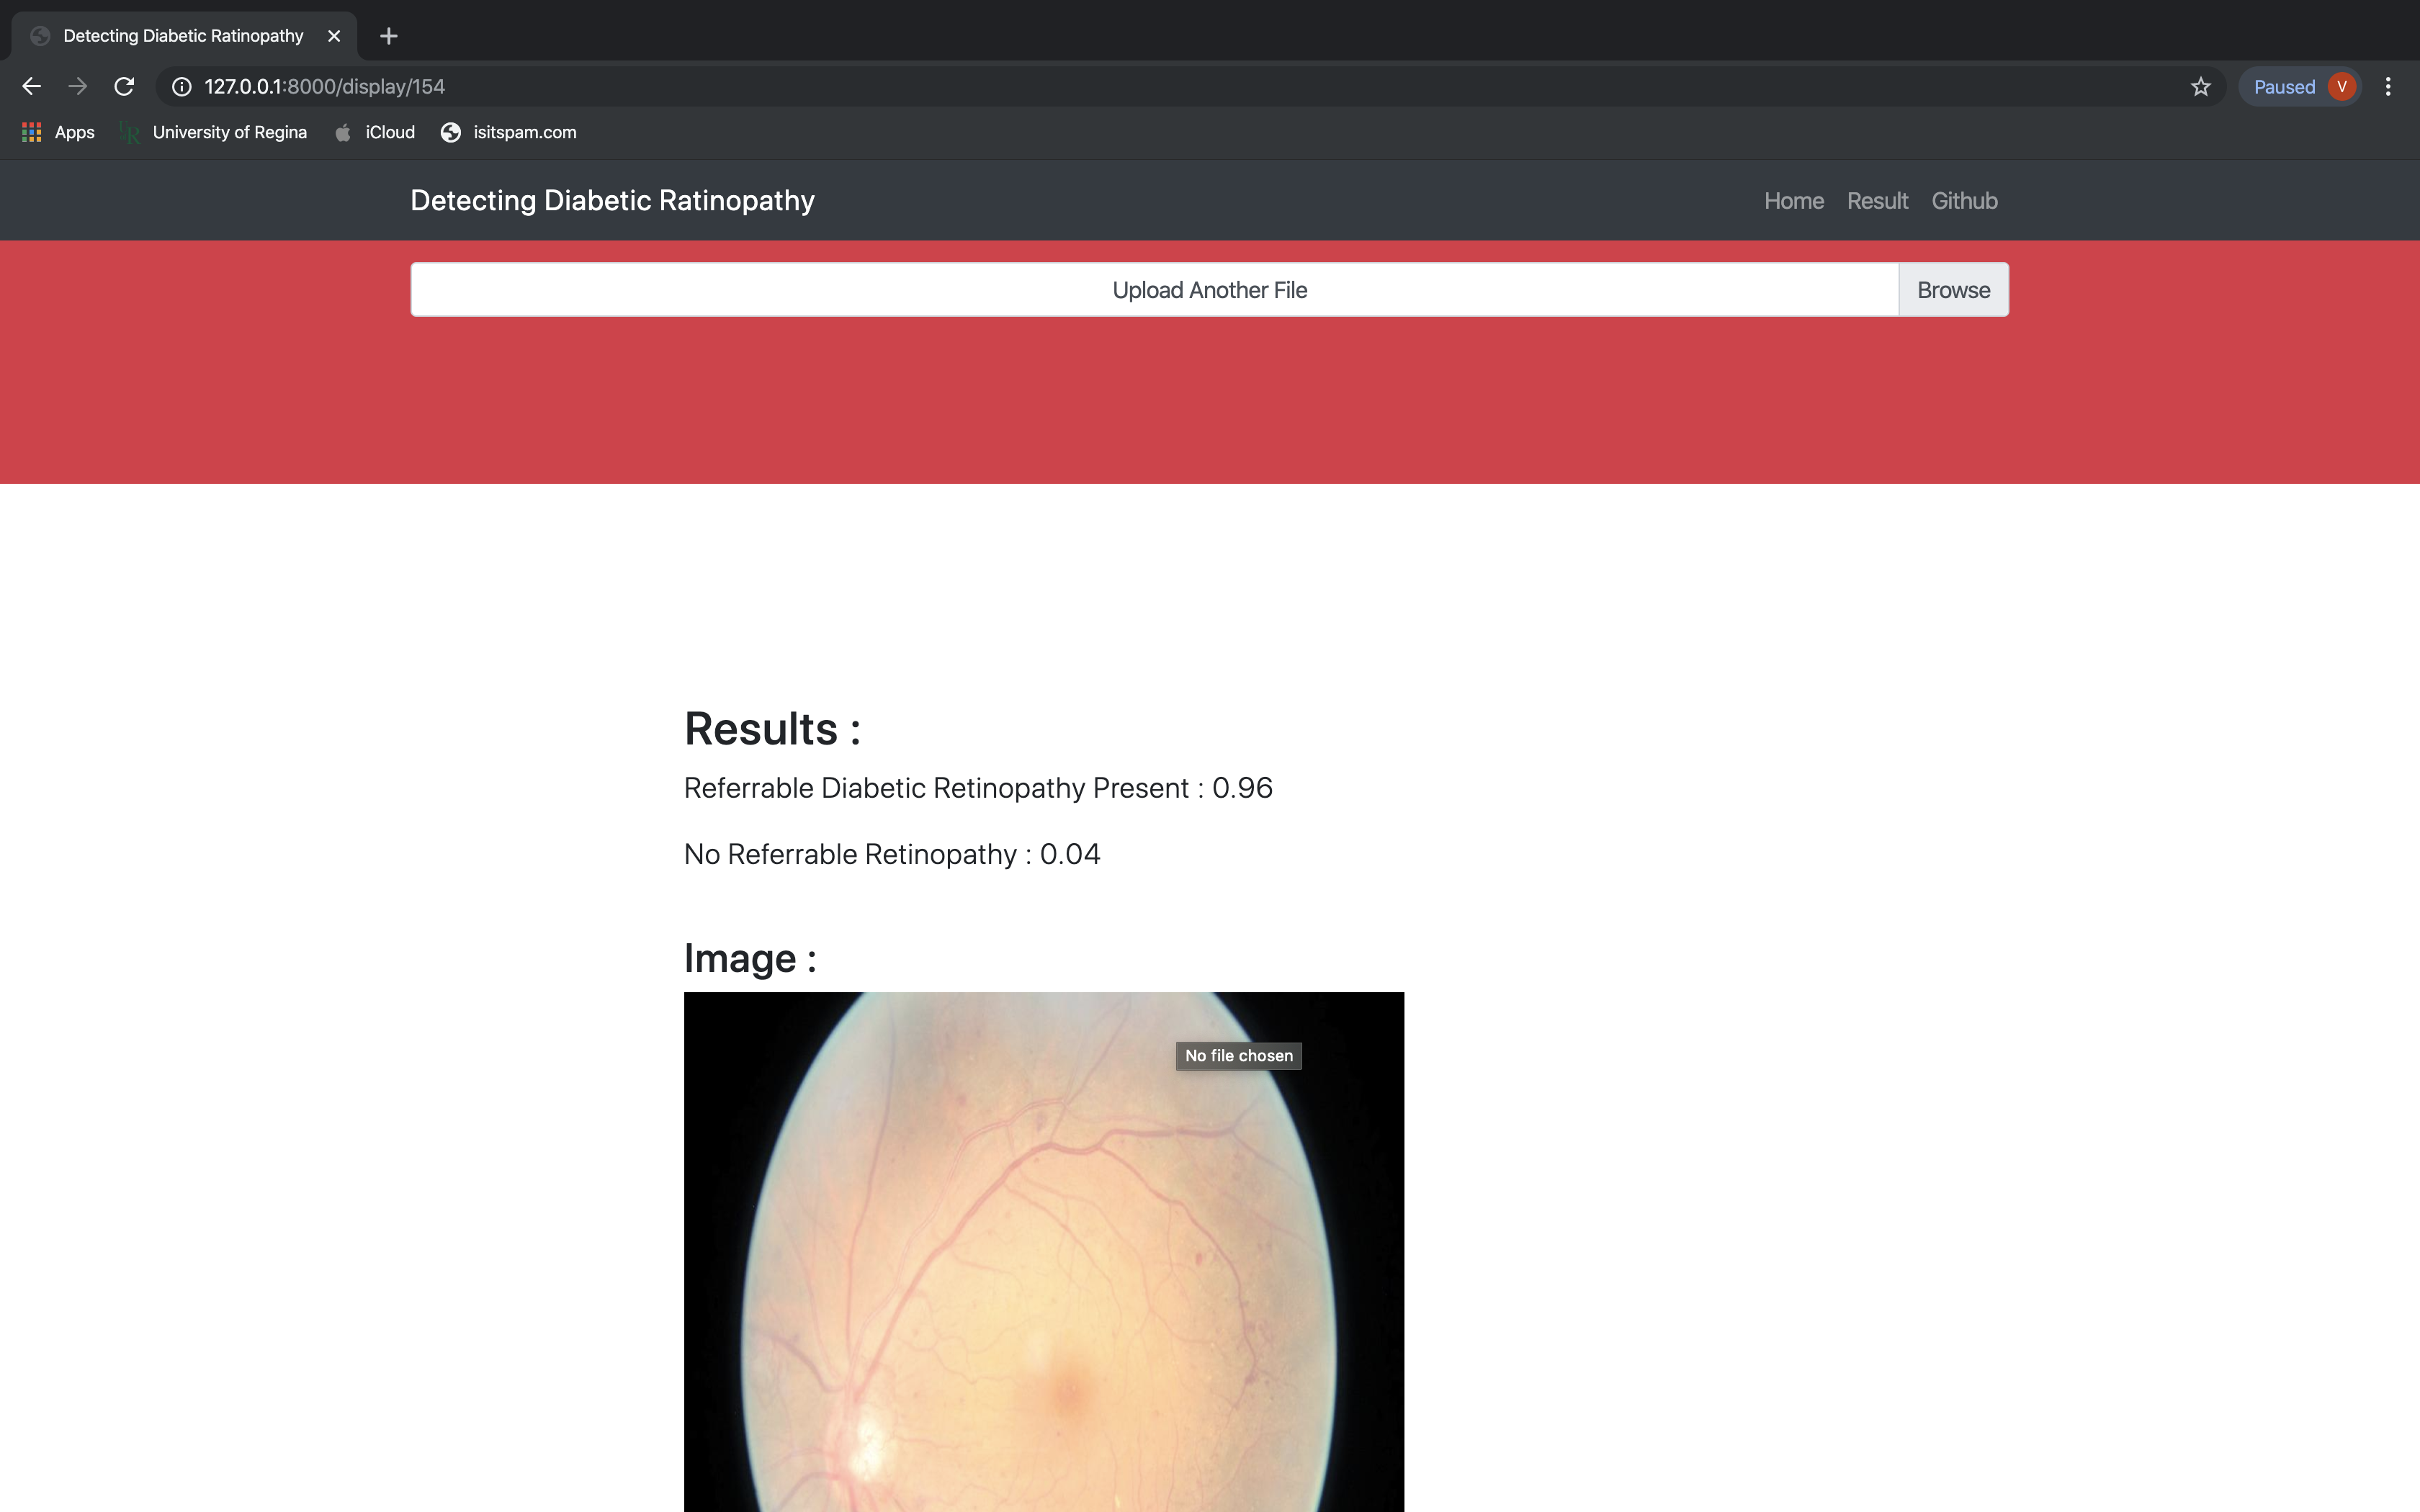 Detecting Diabetic Ratinopathy
127.0.0.1:8000/display/154
Paused V
Apps University of Regina iCloud isitspam.com
Detecting Diabetic Ratinopathy Home Result Github
Upload Another File Browse
Results :
Referrable Diabetic Retinopathy Present : 0.96
No Referrable Retinopathy : 0.04
Image :
No file chosen